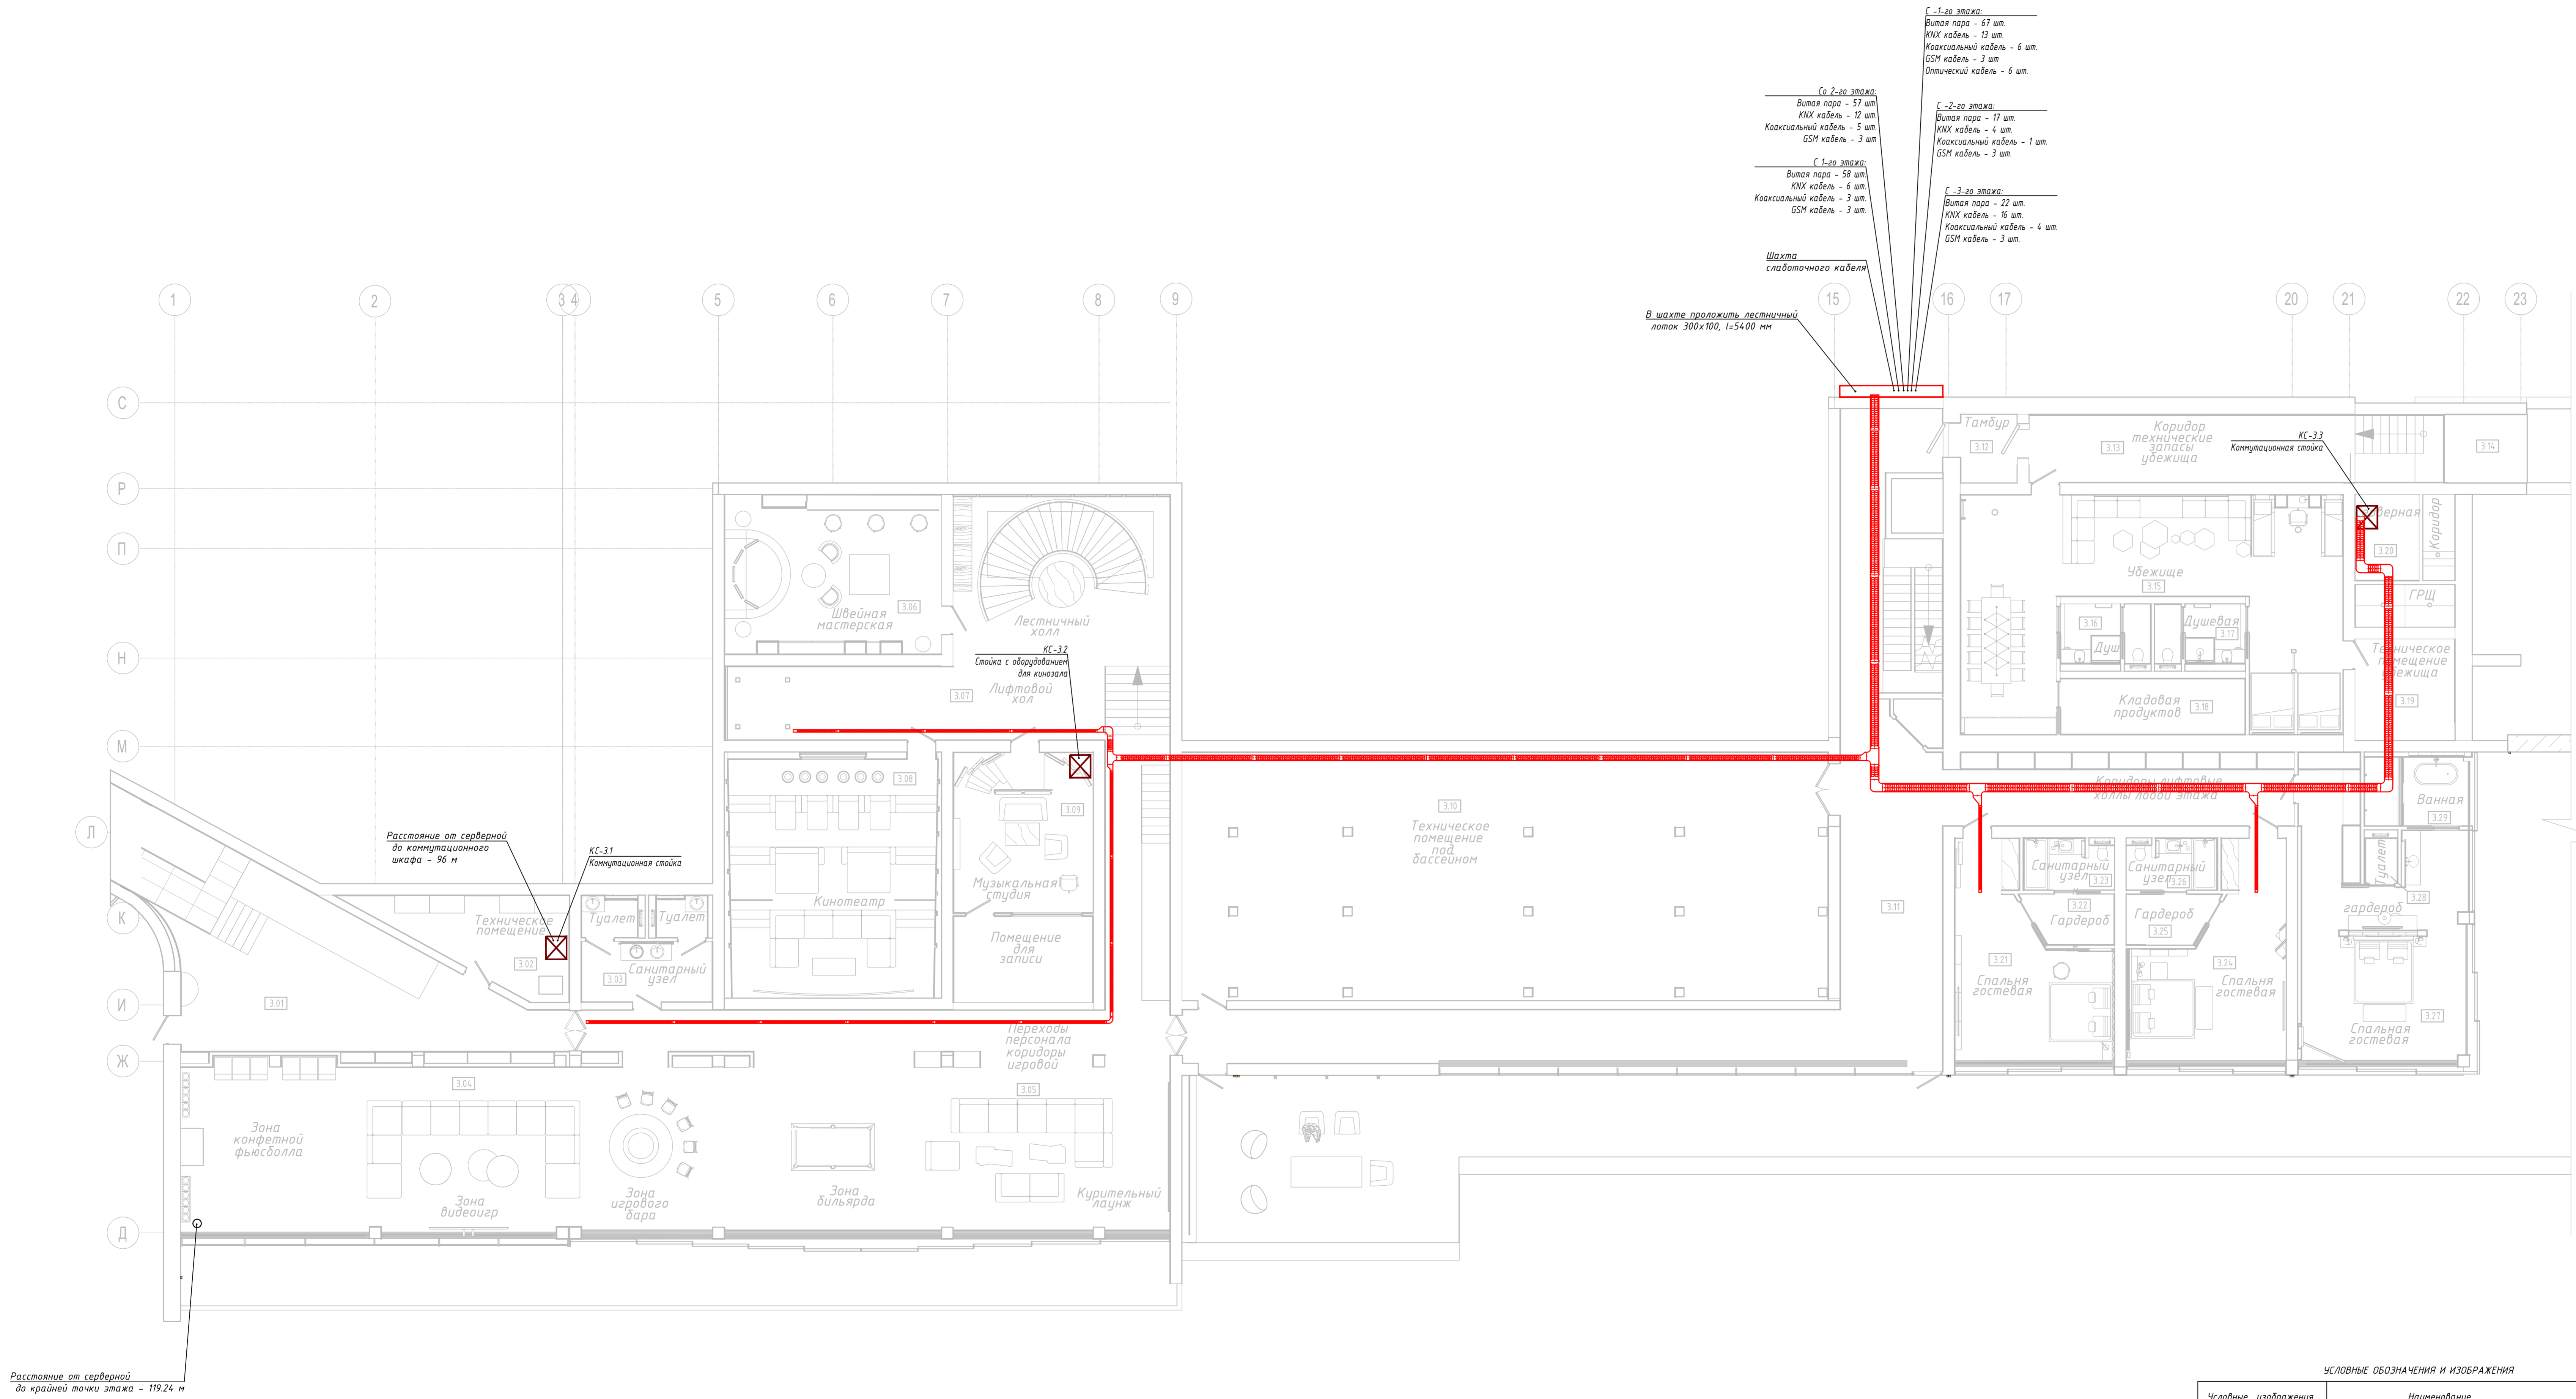 С -1-го этажа:
Витая пара - 67 шт.
KNX кабель - 13 шт.
Коаксиальный кабель - 6 шт.
GSM кабель - 3 шт
Оптический кабель - 6 шт.
Со 2-го этажа:
Витая пара - 57 шт.
KNX кабель - 12 шт.
Коаксиальный кабель - 5 шт.
GSM кабель - 3 шт
С -2-го этажа:
Витая пара - 17 шт.
KNX кабель - 4 шт.
Коаксиальный кабель - 1 шт.
GSM кабель - 3 шт.
С 1-го этажа:
Витая пара - 58 шт.
KNX кабель - 6 шт.
Коаксиальный кабель - 3 шт.
GSM кабель - 3 шт.
С -3-го этажа:
Витая пара - 22 шт.
KNX кабель - 16 шт.
Коаксиальный кабель - 4 шт.
GSM кабель - 3 шт.
Шахта
слаботочного кабеля
В шахте проложить лестничный
лоток 300х100, l=5400 мм
1
2
3
4
5
6
7
8
9
15
16
17
20
21
22
23
С
Р
П
Н
М
Л
К
И
Ж
Д
Тамбур
3.12
Коридор
технические
запасы
убежища
3.13
КС-3.3
Коммутационная стойка
3.14
верная
3.20
Коридор
Швейная
мастерская
3.06
Лестничный
холл
Убежище
3.15
ГРЩ
3.16
Душ
Душевая
3.17
Техническое
помещение
убежища
3.19
КС-3.2
Стойка с оборудованием
для кинозала
3.07
Лифтовой
хол
Кладовая
продуктов
3.18
3.08
Кинотеатр
3.09
Музыкальная
студия
Помещение
для
записи
3.10
Техническое
помещение
под
бассейном
Коридоры лифтовые
холлы лобби этажа
Ванная
3.29
Расстояние от серверной
до коммутационного
шкафа - 96 м
КС-3.1
Коммутационная стойка
Техническое
помещение
3.02
Туалет
Туалет
3.03
Санитарный
узел
3.01
3.11
Санитарный
узел
3.23
Санитарный
узел
3.26
3.22
Гардероб
Гардероб
3.25
Туалет
3.28
гардероб
3.21
Спальня
гостевая
3.24
Спальня
гостевая
3.27
Спальная
гостевая
Переходы
персонала
коридоры
игровой
3.04
3.05
Зона
конфетной
фьюсболла
Зона
видеоигр
Зона
игрового
бара
Зона
бильярда
Курительный
лаунж
Расстояние от серверной
до крайней точки этажа - 119.24 м
УСЛОВНЫЕ ОБОЗНАЧЕНИЯ И ИЗОБРАЖЕНИЯ
Условные изображения
Наименование